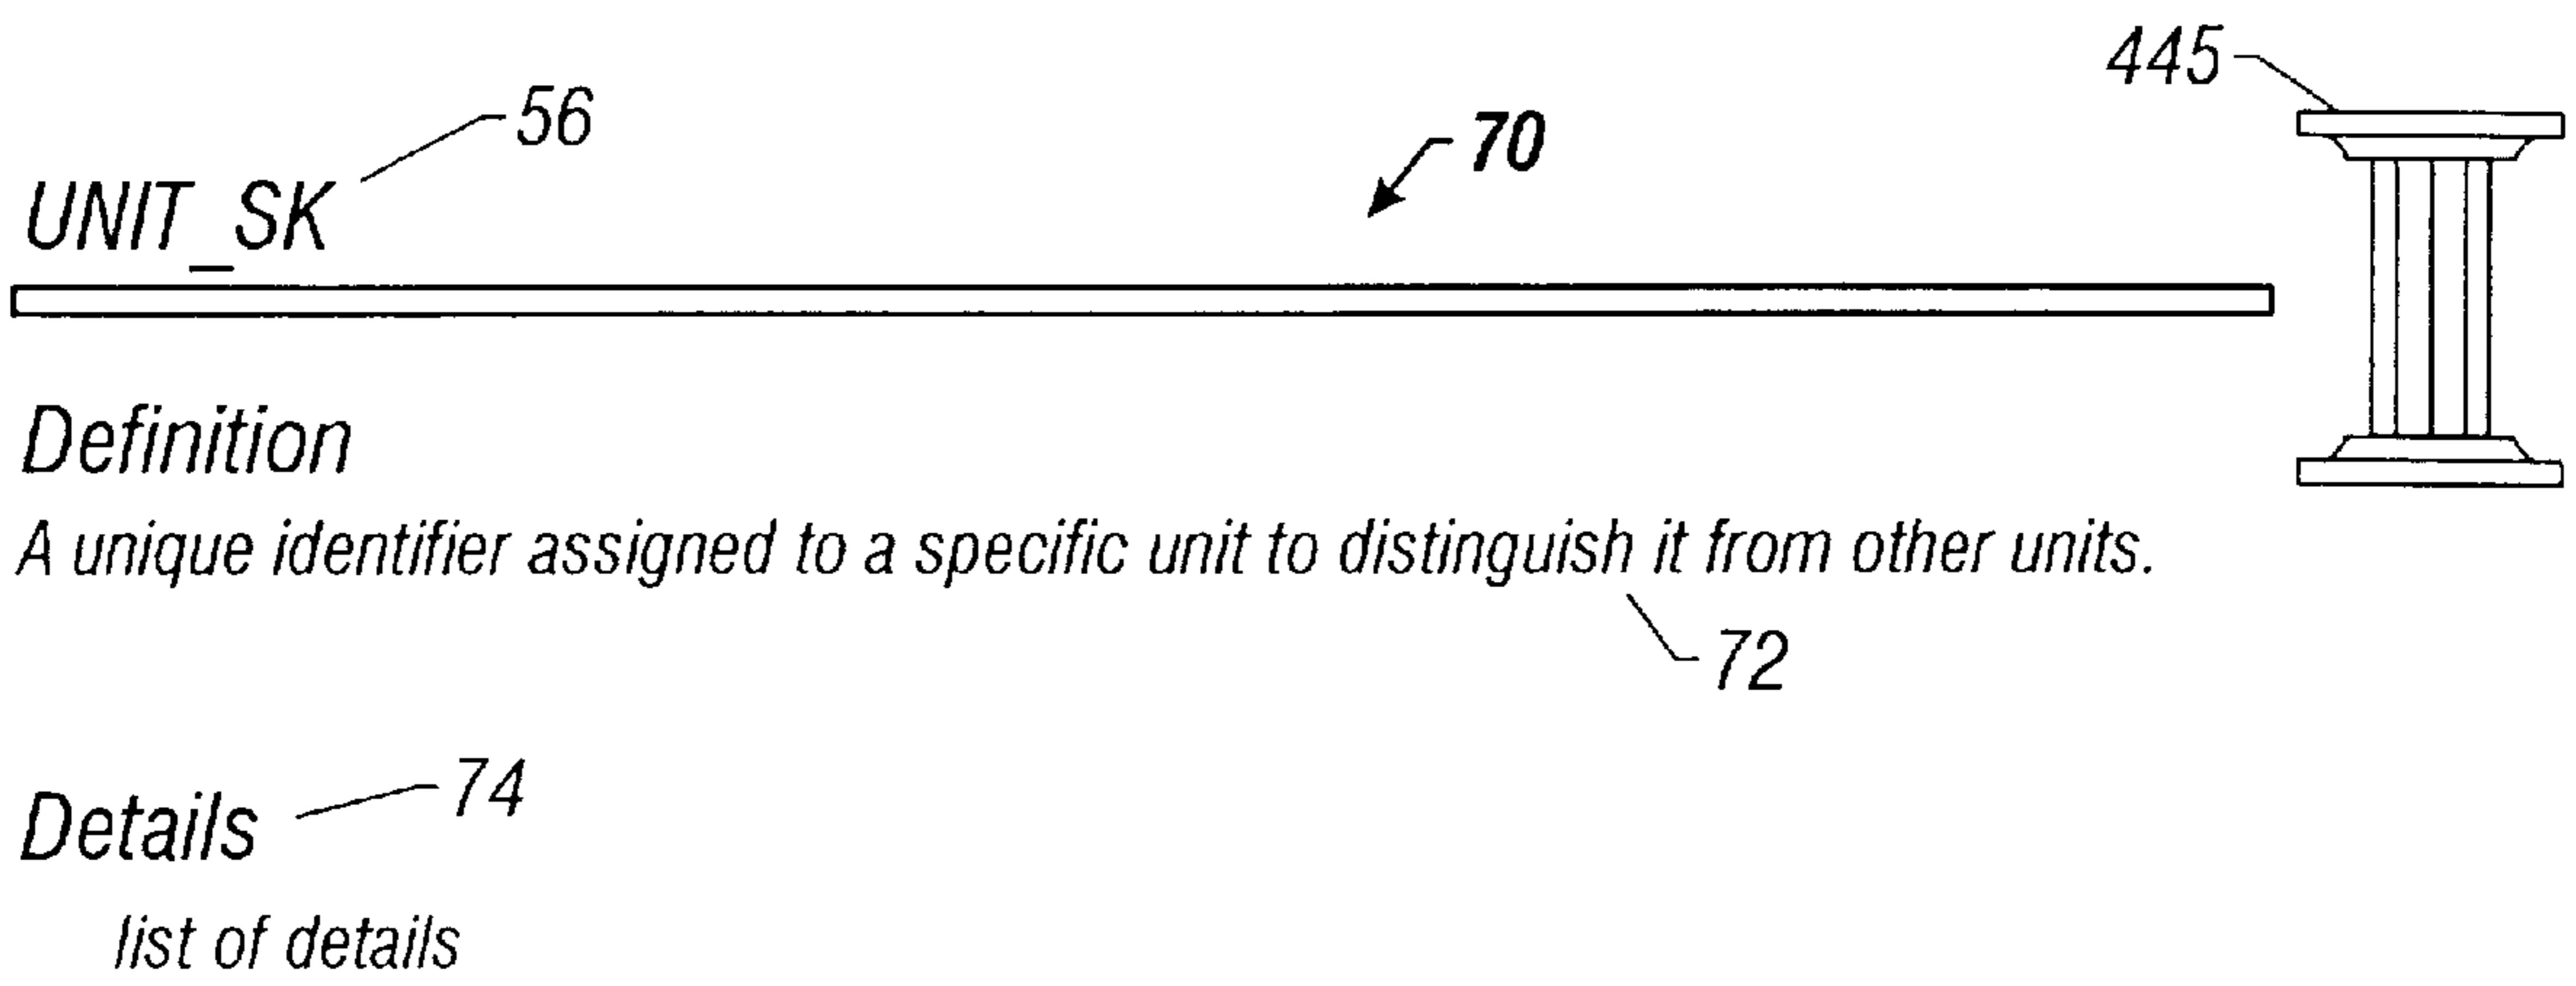 445
56
70
UNIT_SK
Definition
A unique identifier assigned to a specific unit to distinguish it from other units.
72
74
Details
list of details